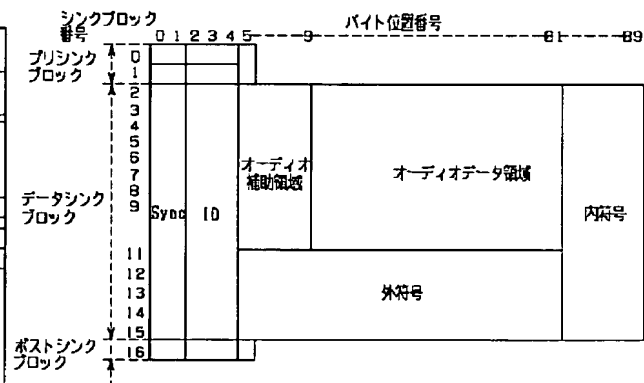 シンクブロック
番号
バイト位置番号
0 1 2 3 4 5 9 81 89
プリシンク
ブロック
0
1
データシンク
ブロック
2
3
4
5
6
7
8
9
11
12
13
14
15
Sync
ID
オーディオ
補助領域
オーディオデータ領域
内符号
外符号
ポストシンク
ブロック
16